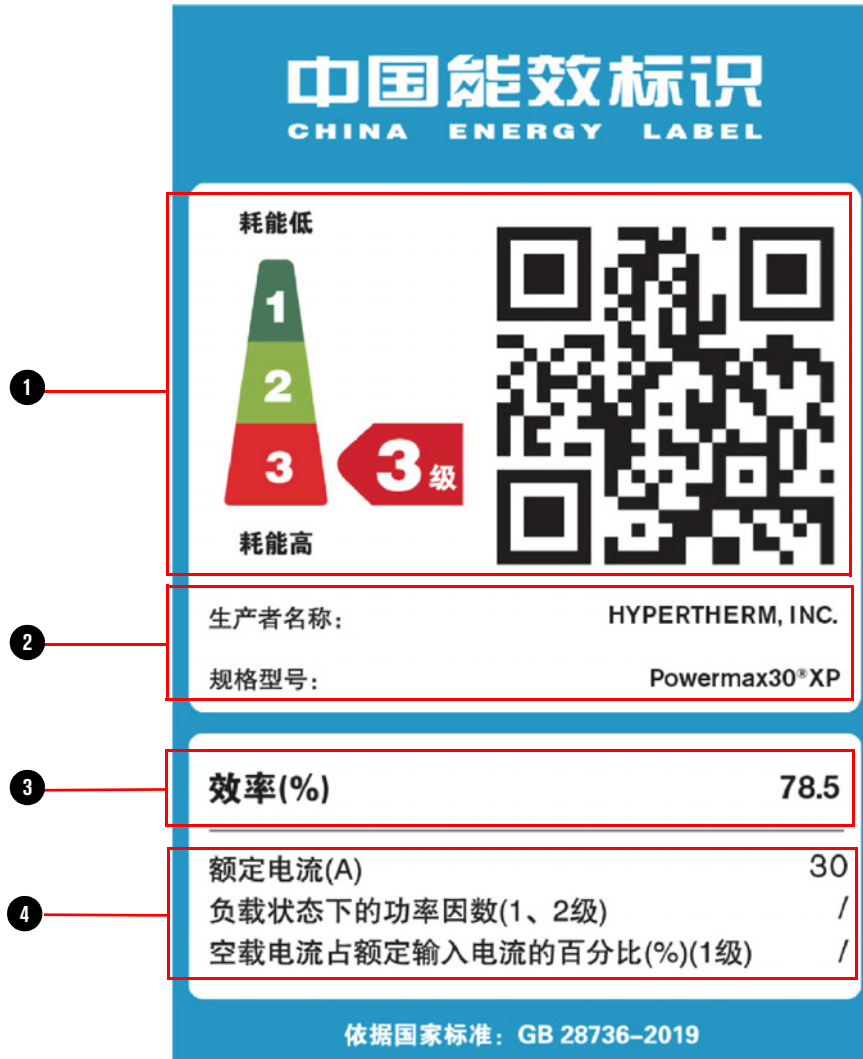 中国能效标识
CHINA ENERGY LABEL
耗能低
1
2
3
3级
耗能高
1
生产者名称： HYPERTHERM, INC.
2
规格型号： Powermax30®XP
3
效率(%) 78.5
额定电流(A) 30
4
负载状态下的功率因数(1、2级) /
空载电流占额定输入电流的百分比(%)(1级) /
依据国家标准：GB 28736–2019